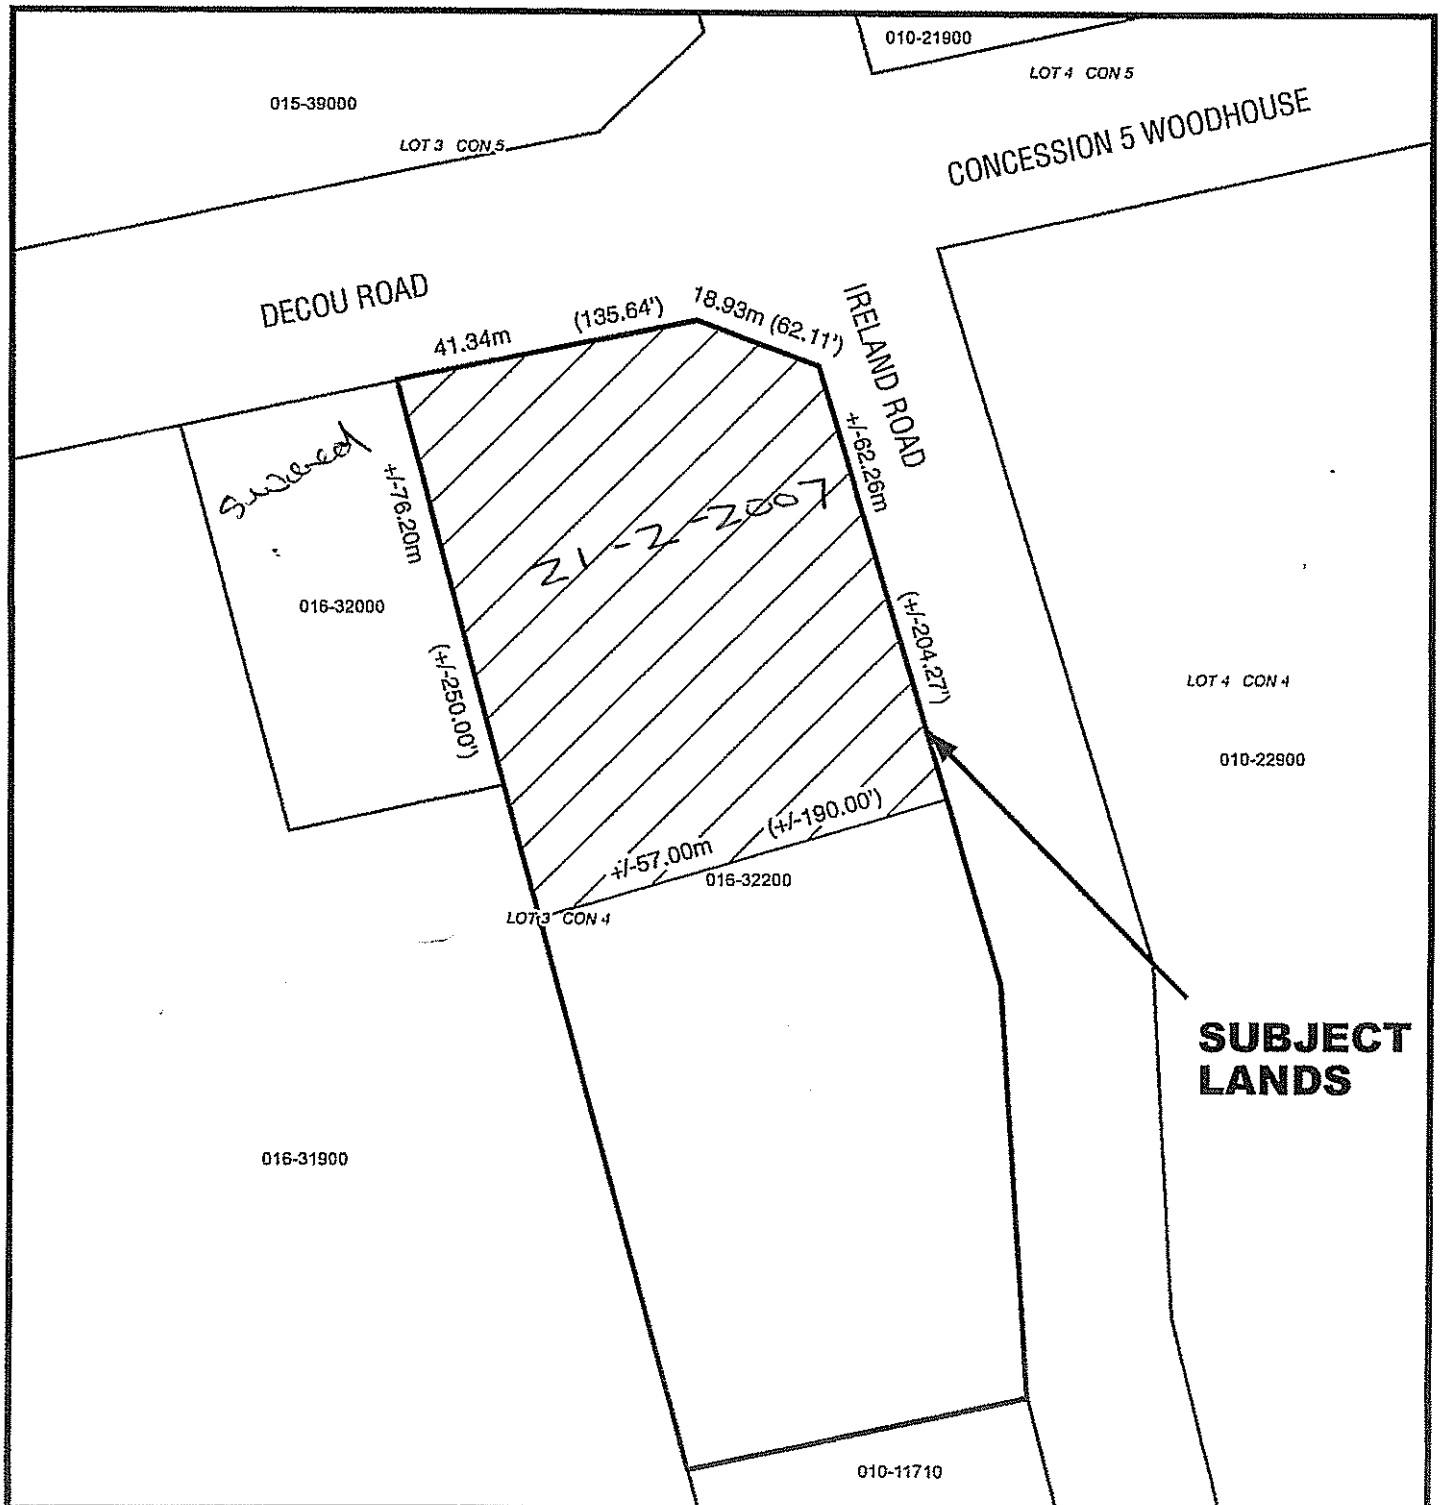 010-21900
LOT 4 CON 5
015-39000
LOT 3 CON 5
CONCESSION 5 WOODHOUSE
DECOU ROAD
IRELAND ROAD
41.34m (135.64')
18.93m (62.11')
+/-76.20m
(+/-250.00')
+/-62.26m
(+/-204.27')
21-2-2007
016-32000
LOT 4 CON 4
010-22900
+/-57.00m (+/-190.00')
016-32200
LOT 3 CON 4
SUBJECT
LANDS
016-31900
010-11710